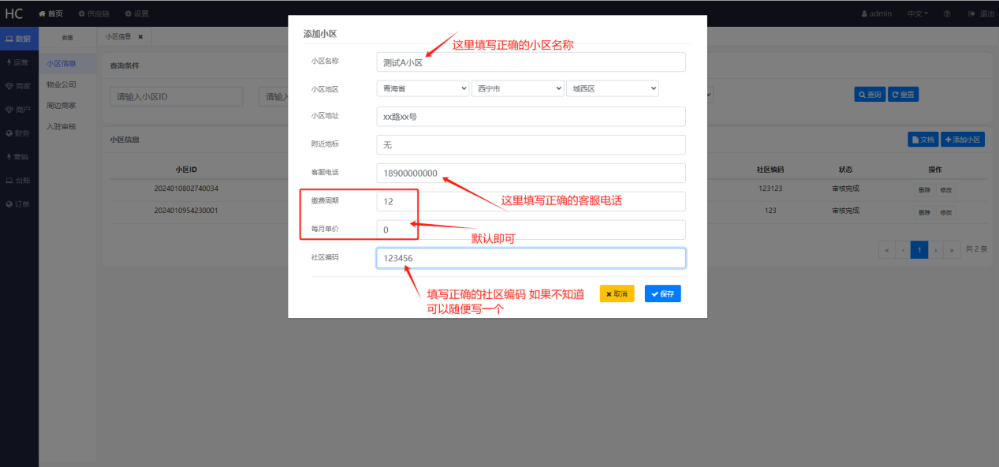 HC 首页 供应链 设置 admin 中文 退出
数据
运营
商家
商户
财务
营销
台账
订单
数据
小区信息
物业公司
周边商家
入驻审核
小区信息
查询条件
请输入小区ID
请输入
查询 重置
小区信息
文档 添加小区
小区ID 社区编码 状态 操作
2024010802740034 123123 审核完成 删除 修改
2024010954230001 123 审核完成 删除 修改
« ‹ 1 › » 共 2 条
添加小区
这里填写正确的小区名称
小区名称 测试A小区
小区地区 青海省 西宁市 城西区
小区地址 xx路xx号
附近地标 无
客服电话 18900000000
这里填写正确的客服电话
缴费周期 12
每月单价 0
默认即可
社区编码 123456
填写正确的社区编码 如果不知道
可以随便写一个
取消 保存